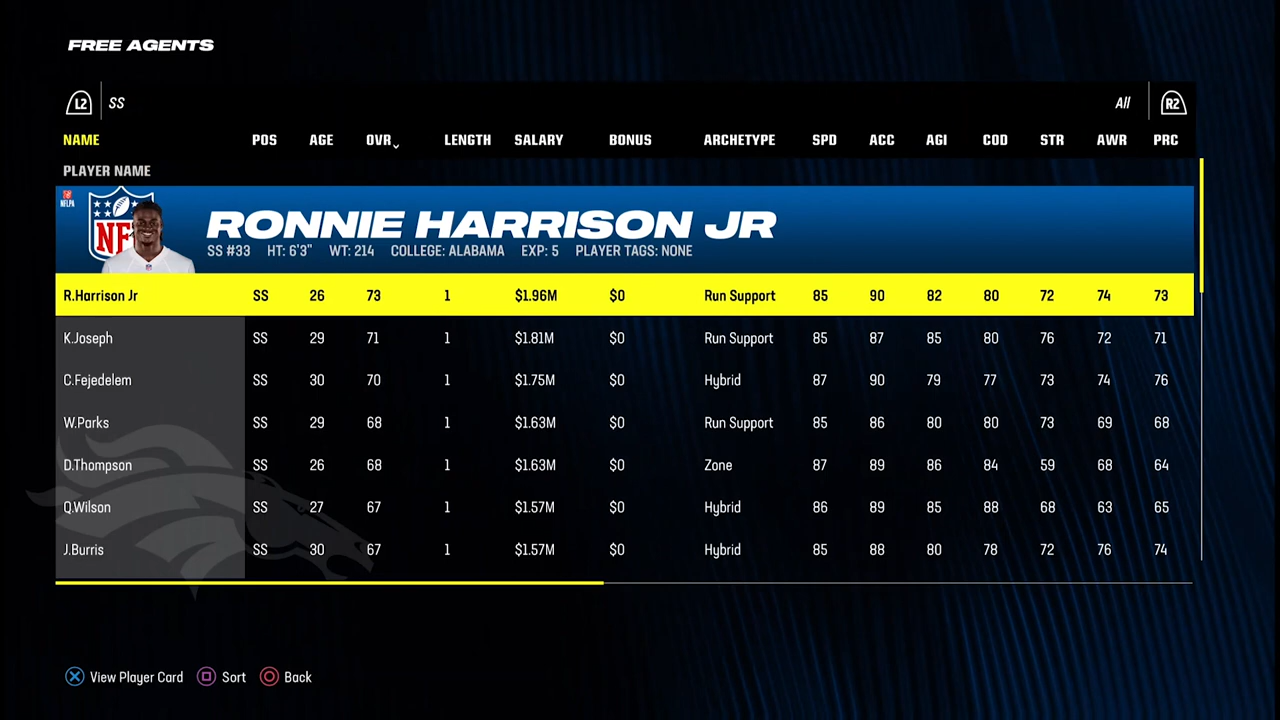 FREE AGENTS
L2 SS All R2
NAME POS AGE OVR LENGTH SALARY BONUS ARCHETYPE SPD ACC AGI COD STR AWR PRC
PLAYER NAME
NFLPA
NF
RONNIE HARRISON JR
SS #33 HT: 6'3" WT: 214 COLLEGE: ALABAMA EXP: 5 PLAYER TAGS: NONE
R.Harrison Jr SS 26 73 1 $1.96M $0 Run Support 85 90 82 80 72 74 73
K.Joseph SS 29 71 1 $1.81M $0 Run Support 85 87 85 80 76 72 71
C.Fejedelem SS 30 70 1 $1.75M $0 Hybrid 87 90 79 77 73 74 76
W.Parks SS 29 68 1 $1.63M $0 Run Support 85 86 80 80 73 69 68
D.Thompson SS 26 68 1 $1.63M $0 Zone 87 89 86 84 59 68 64
Q.Wilson SS 27 67 1 $1.57M $0 Hybrid 86 89 85 88 68 63 65
J.Burris SS 30 67 1 $1.57M $0 Hybrid 85 88 80 78 72 76 74
View Player Card Sort Back